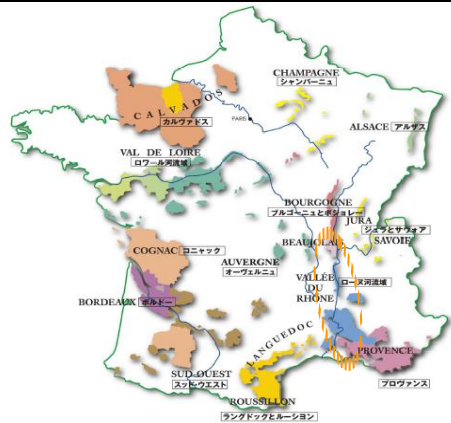 CHAMPAGNE
シャンパーニュ
CALVADOS
カルヴァドス
PARIS
ALSACE アルザス
VAL DE LOIRE
ロワール河流域
BOURGOGNE
ブルゴーニュとボジョレー
JURA
ジュラとサヴォア
SAVOIE
BEAUJOLAIS
COGNAC コニャック
AUVERGNE
オーヴェルニュ
VALLÉE
DU
RHÔNE
ローヌ河流域
BORDEAUX ボルドー
LANGUEDOC
PROVENCE
プロヴァンス
SUD-OUEST
スッド・ウエスト
ROUSSILLON
ラングドックとルーション